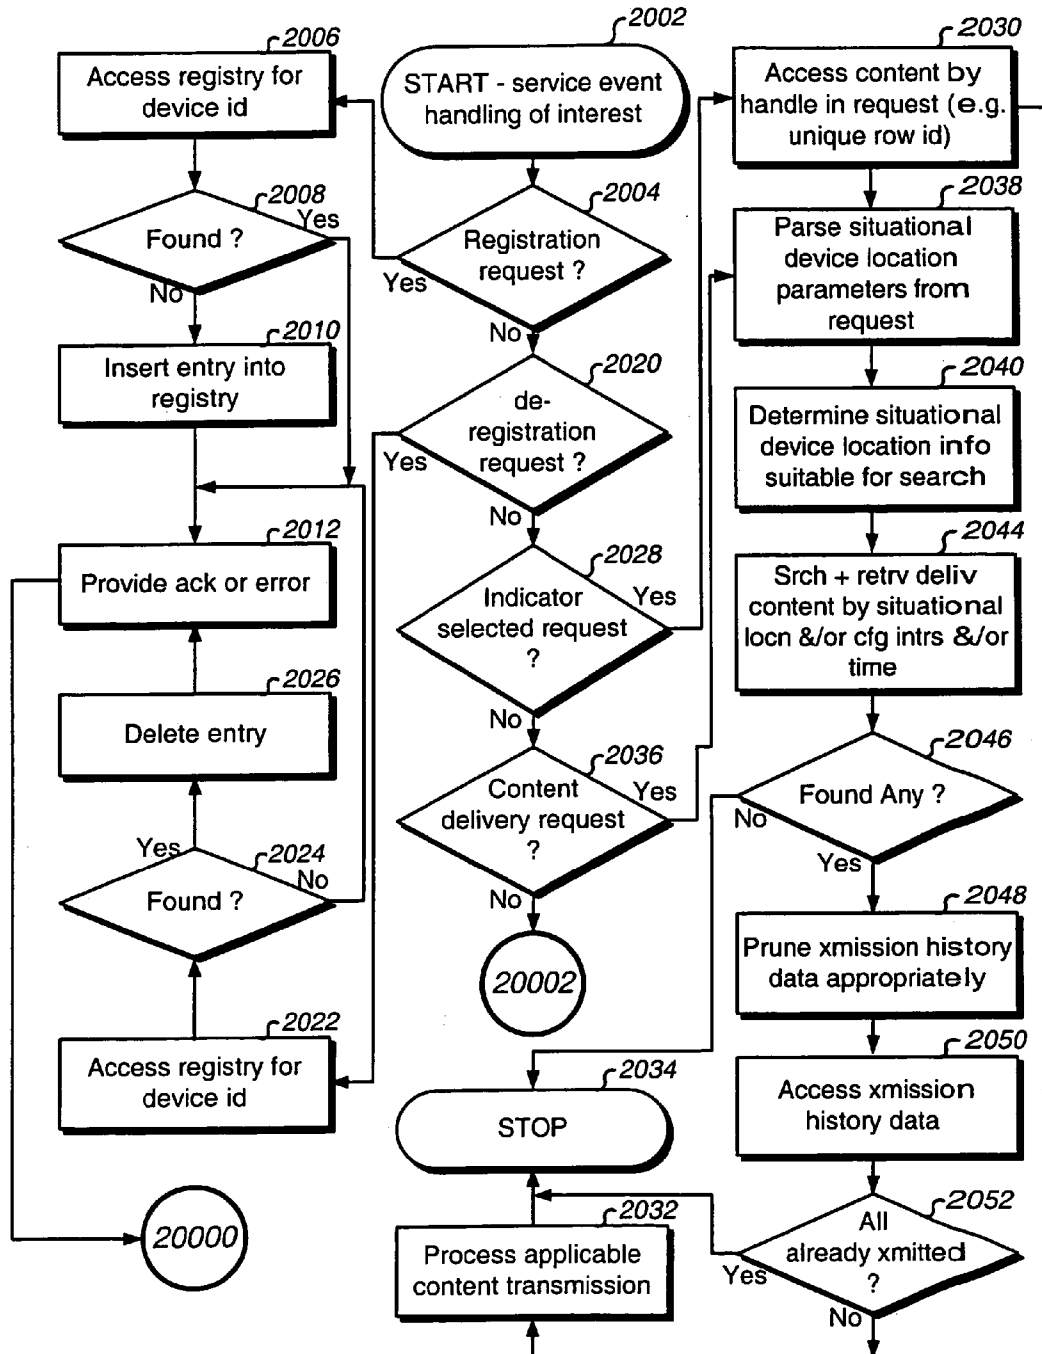 2006
Access registry for
device id
2008
Found ?
Yes
No
2010
Insert entry into
registry
2012
Provide ack or error
2026
Delete entry
Yes
2024
No
Found ?
2022
Access registry for
device id
20000
2002
START - service event
handling of interest
2004
Registration
request ?
Yes
No
2020
de-
registration
request ?
Yes
No
2028
Indicator
selected request
?
Yes
No
2036
Content
delivery request
?
Yes
No
20002
2034
STOP
2032
Process applicable
content transmission
2030
Access content by
handle in request (e.g.
unique row id)
2038
Parse situational
device location
parameters from
request
2040
Determine situational
device location info
suitable for search
2044
Srch + retrv deliv
content by situational
locn &/or cfg intrs &/or
time
2046
Found Any ?
No
Yes
2048
Prune xmission history
data appropriately
2050
Access xmission
history data
2052
All
already xmitted
?
Yes
No